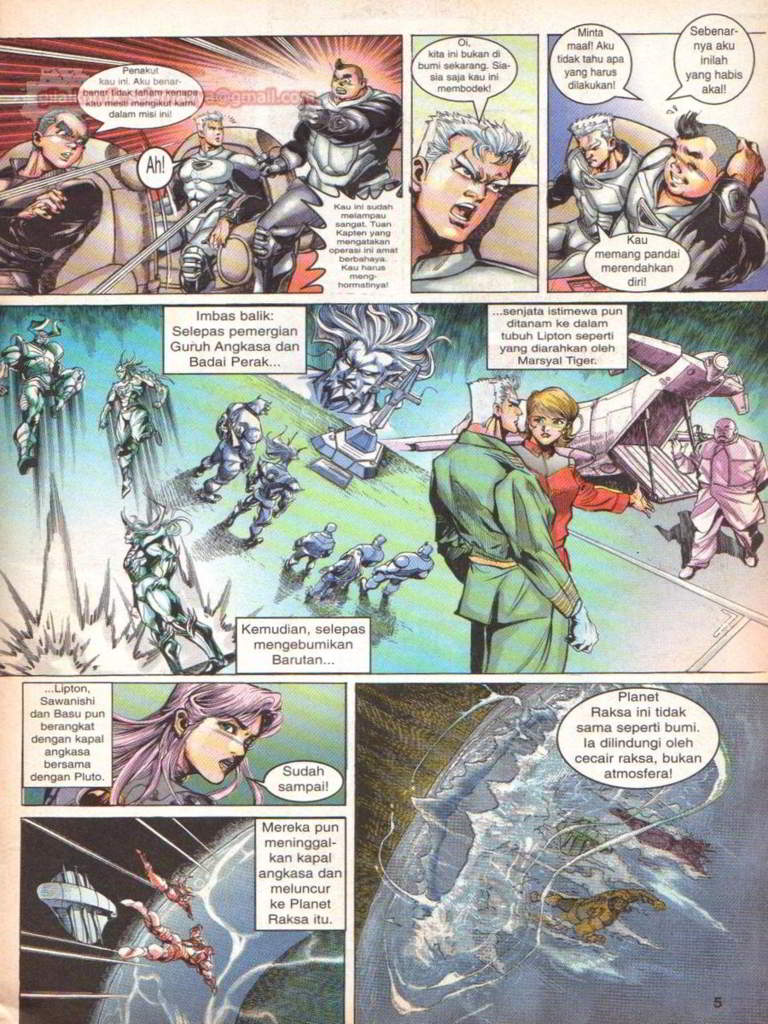 Penakut
kau ini. Aku benar-
benar tidak faham kenapa
kau mesti mengikut kami
dalam misi ini!
@gmail.com
Ah!
Kau ini sudah
melampau
sangat. Tuan
Kapten yang
mengatakan
operasi ini amat
berbahaya.
Kau harus
meng-
hormatinya!
Oi,
kita ini bukan di
bumi sekarang. Sia-
sia saja kau ini
membodek!
Minta
maaf! Aku
tidak tahu apa
yang harus
dilakukan!
Sebenar-
nya aku
inilah
yang habis
akal!
Kau
memang pandai
merendahkan
diri!
Imbas balik:
Selepas pemergian
Guruh Angkasa dan
Badai Perak...
...senjata istimewa pun
ditanam ke dalam
tubuh Lipton seperti
yang diarahkan oleh
Marsyal Tiger.
Kemudian, selepas
mengebumikan
Barutan...
...Lipton,
Sawanishi
dan Basu pun
berangkat
dengan kapal
angkasa
bersama
dengan Pluto.
Sudah
sampai!
Mereka pun
meninggal-
kan kapal
angkasa dan
meluncur
ke Planet
Raksa itu.
Planet
Raksa ini tidak
sama seperti bumi.
Ia dilindungi oleh
cecair raksa, bukan
atmosfera!
5